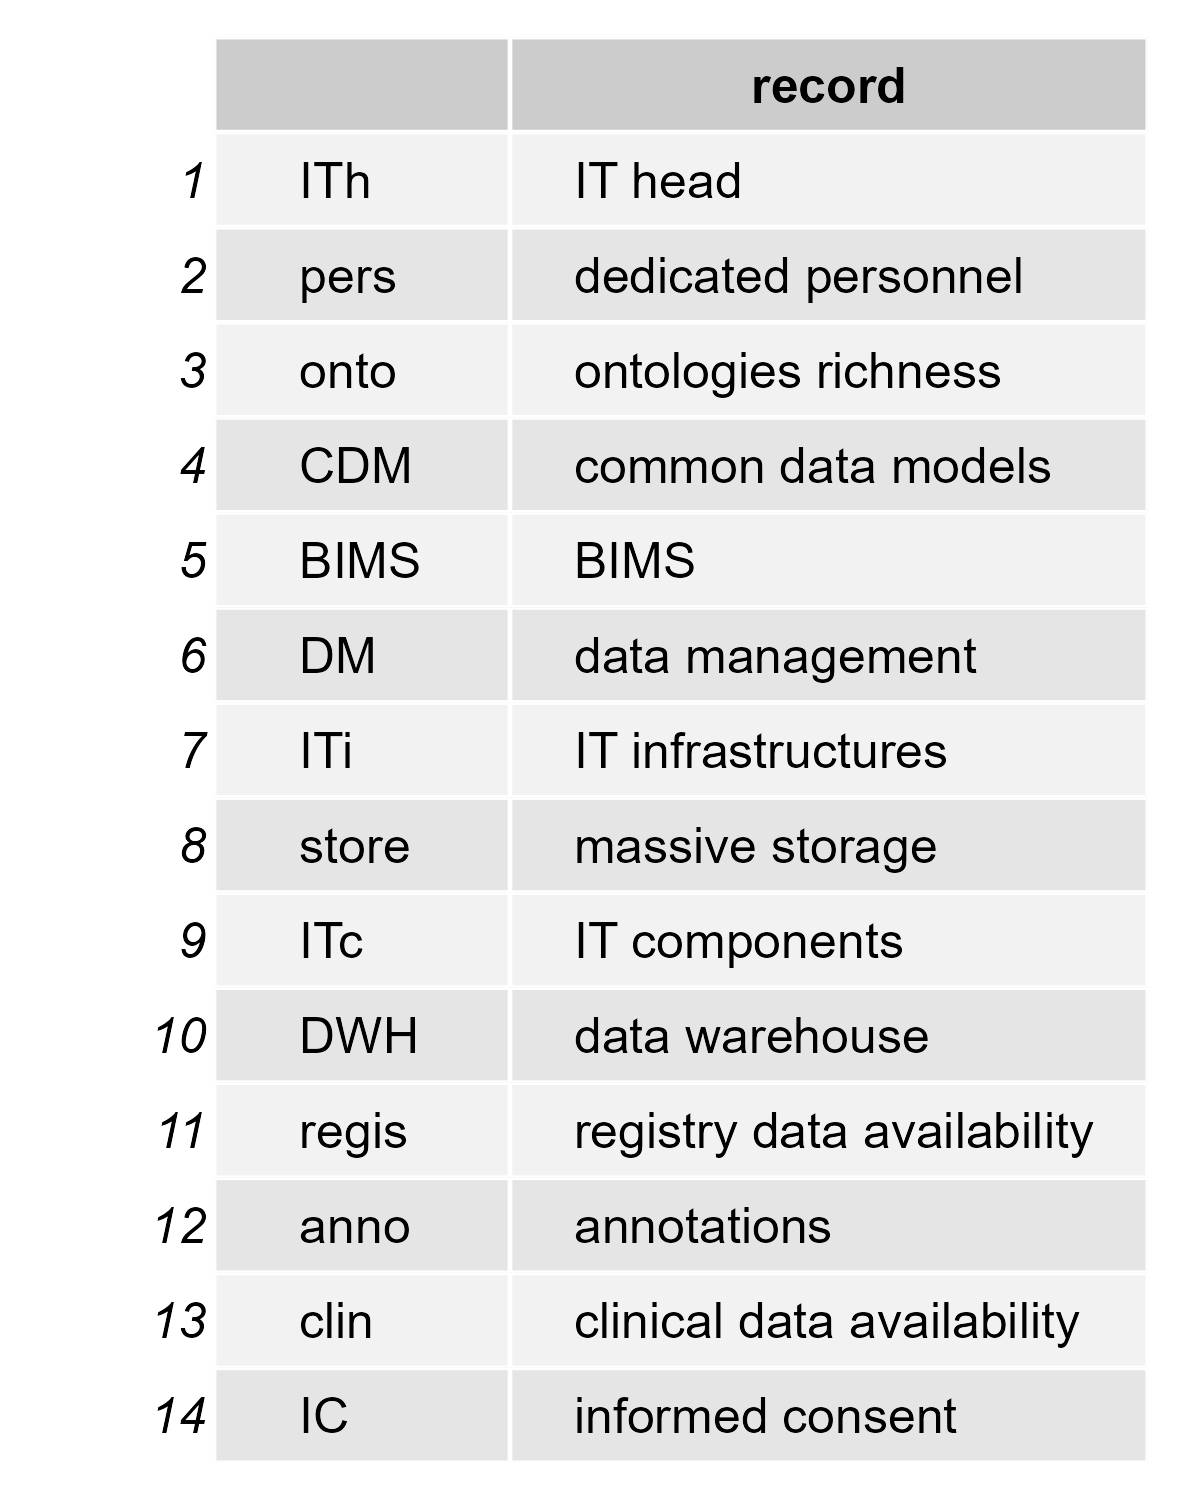 record
1 ITh IT head
2 pers dedicated personnel
3 onto ontologies richness
4 CDM common data models
5 BIMS BIMS
6 DM data management
7 ITi IT infrastructures
8 store massive storage
9 ITc IT components
10 DWH data warehouse
11 regis registry data availability
12 anno annotations
13 clin clinical data availability
14 IC informed consent